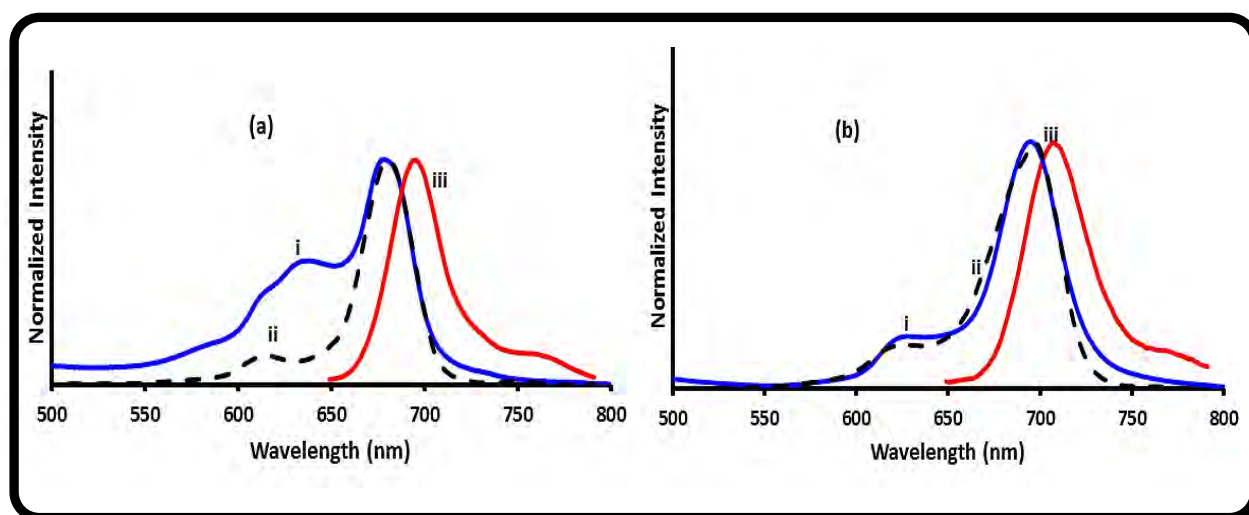 (a)
i
ii
iii
Normalized Intensity
500 550 600 650 700 750 800
Wavelength (nm)
(b)
i
ii
iii
Normalized Intensity
500 550 600 650 700 750 800
Wavelength (nm)